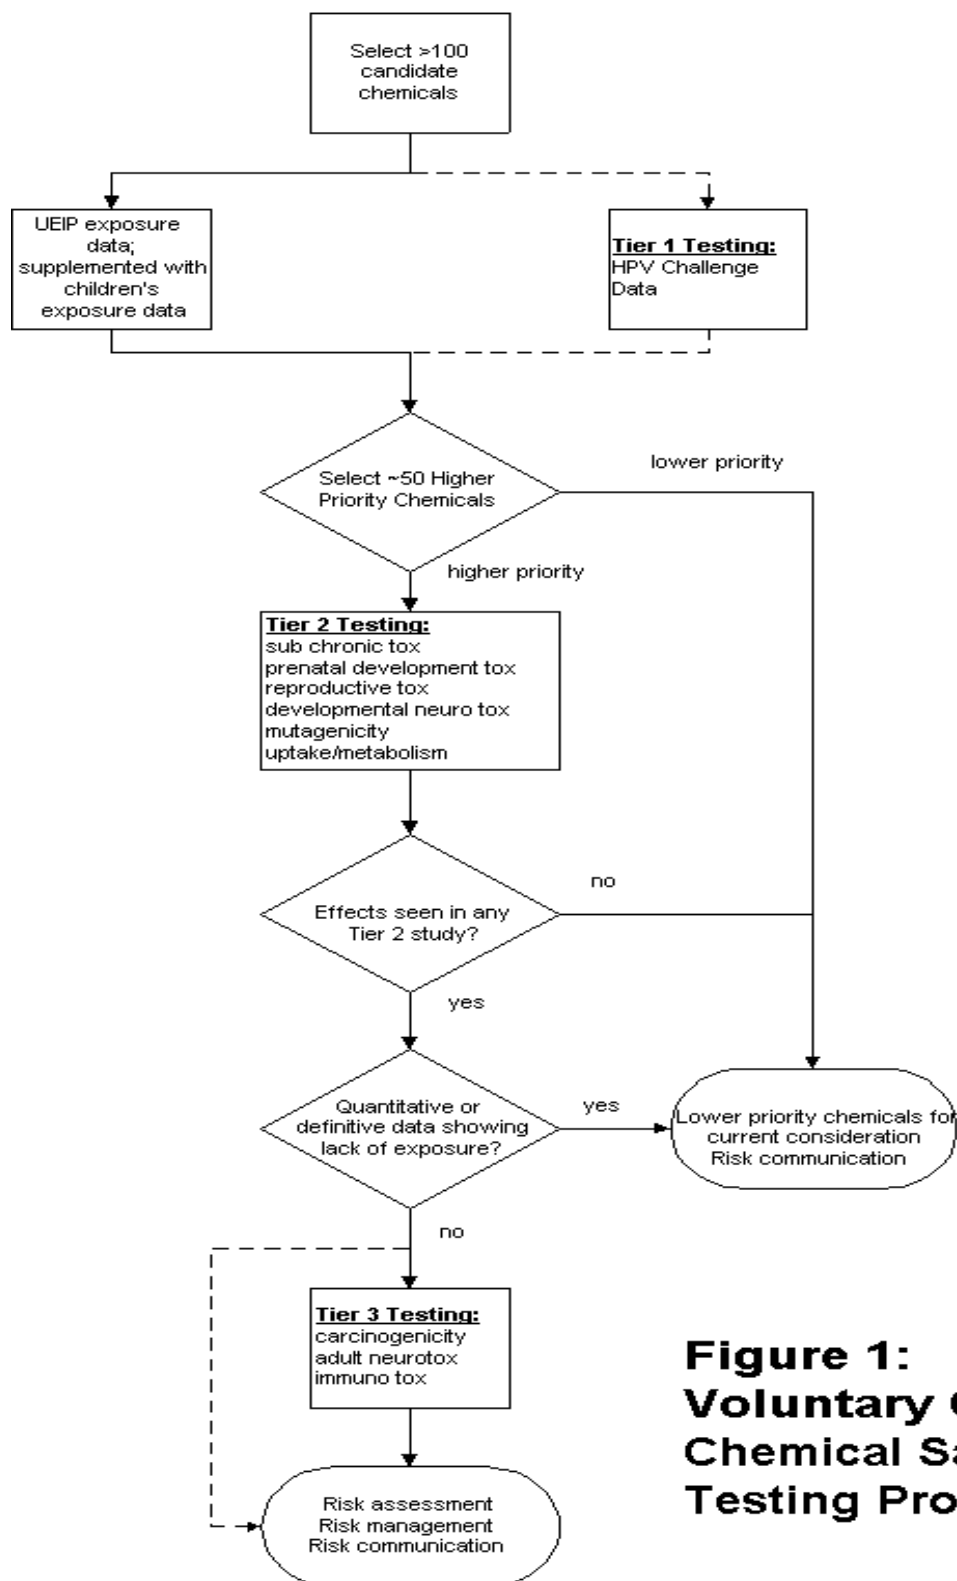 Select >100
candidate
chemicals
UEIP exposure
data;
supplemented with
children's
exposure data
Tier 1 Testing:
HPV Challenge
Data
Select ~50 Higher
Priority Chemicals
lower priority
higher priority
Tier 2 Testing:
sub chronic tox
prenatal development tox
reproductive tox
developmental neuro tox
mutagenicity
uptake/metabolism
Effects seen in any
Tier 2 study?
no
yes
Quantitative or
definitive data showing
lack of exposure?
yes
Lower priority chemicals for
current consideration
Risk communication
no
Tier 3 Testing:
carcinogenicity
adult neurotox
immuno tox
Risk assessment
Risk management
Risk communication
Figure 1:
Voluntary
Chemical
Testing